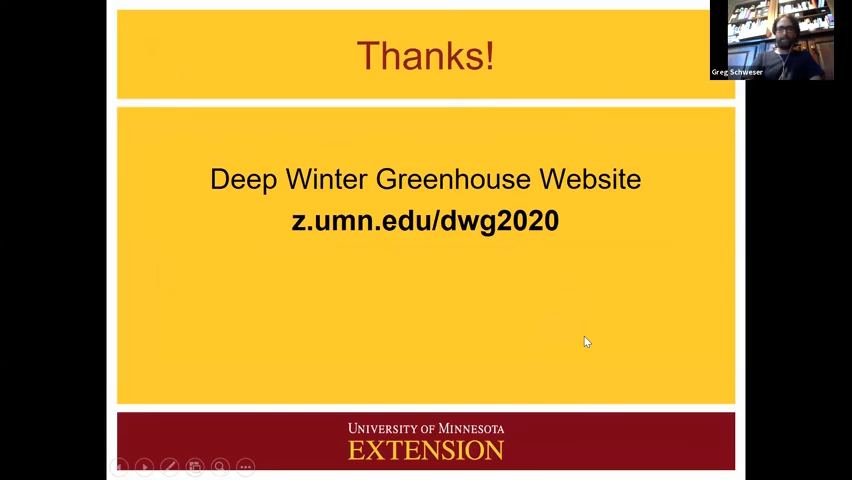 Thanks!
Greg Schweser
Deep Winter Greenhouse Website
z.umn.edu/dwg2020
UNIVERSITY OF MINNESOTA
EXTENSION